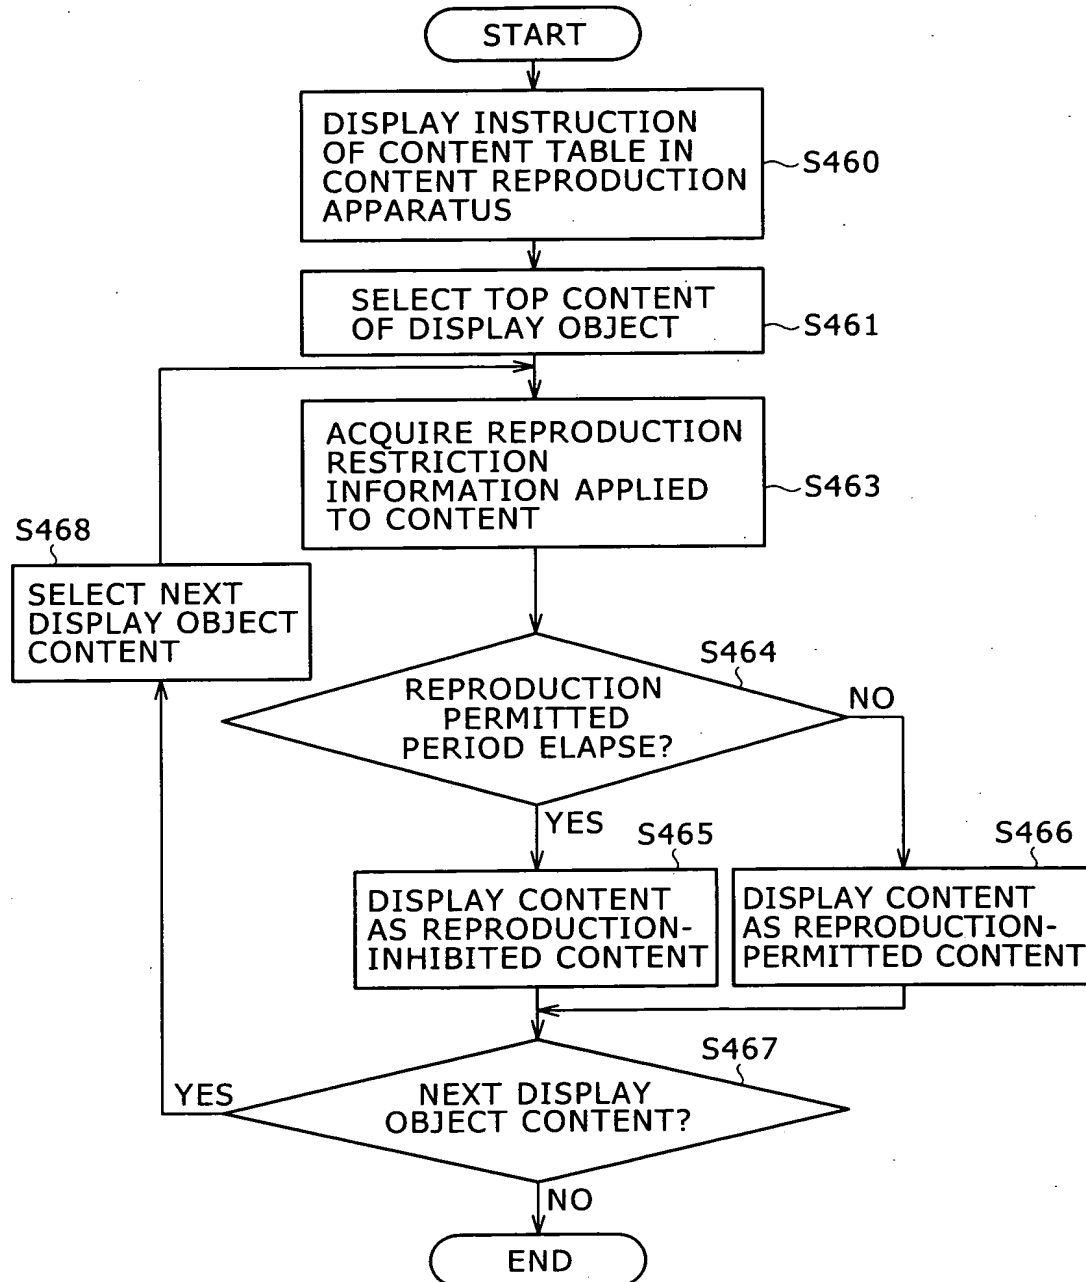 START
DISPLAY INSTRUCTION
OF CONTENT TABLE IN
CONTENT REPRODUCTION
APPARATUS
S460
SELECT TOP CONTENT
OF DISPLAY OBJECT
S461
ACQUIRE REPRODUCTION
RESTRICTION
INFORMATION APPLIED
TO CONTENT
S463
S468
SELECT NEXT
DISPLAY OBJECT
CONTENT
S464
REPRODUCTION
PERMITTED
PERIOD ELAPSE?
NO
YES
S465
DISPLAY CONTENT
AS REPRODUCTION-
INHIBITED CONTENT
S466
DISPLAY CONTENT
AS REPRODUCTION-
PERMITTED CONTENT
S467
NEXT DISPLAY
OBJECT CONTENT?
YES
NO
END